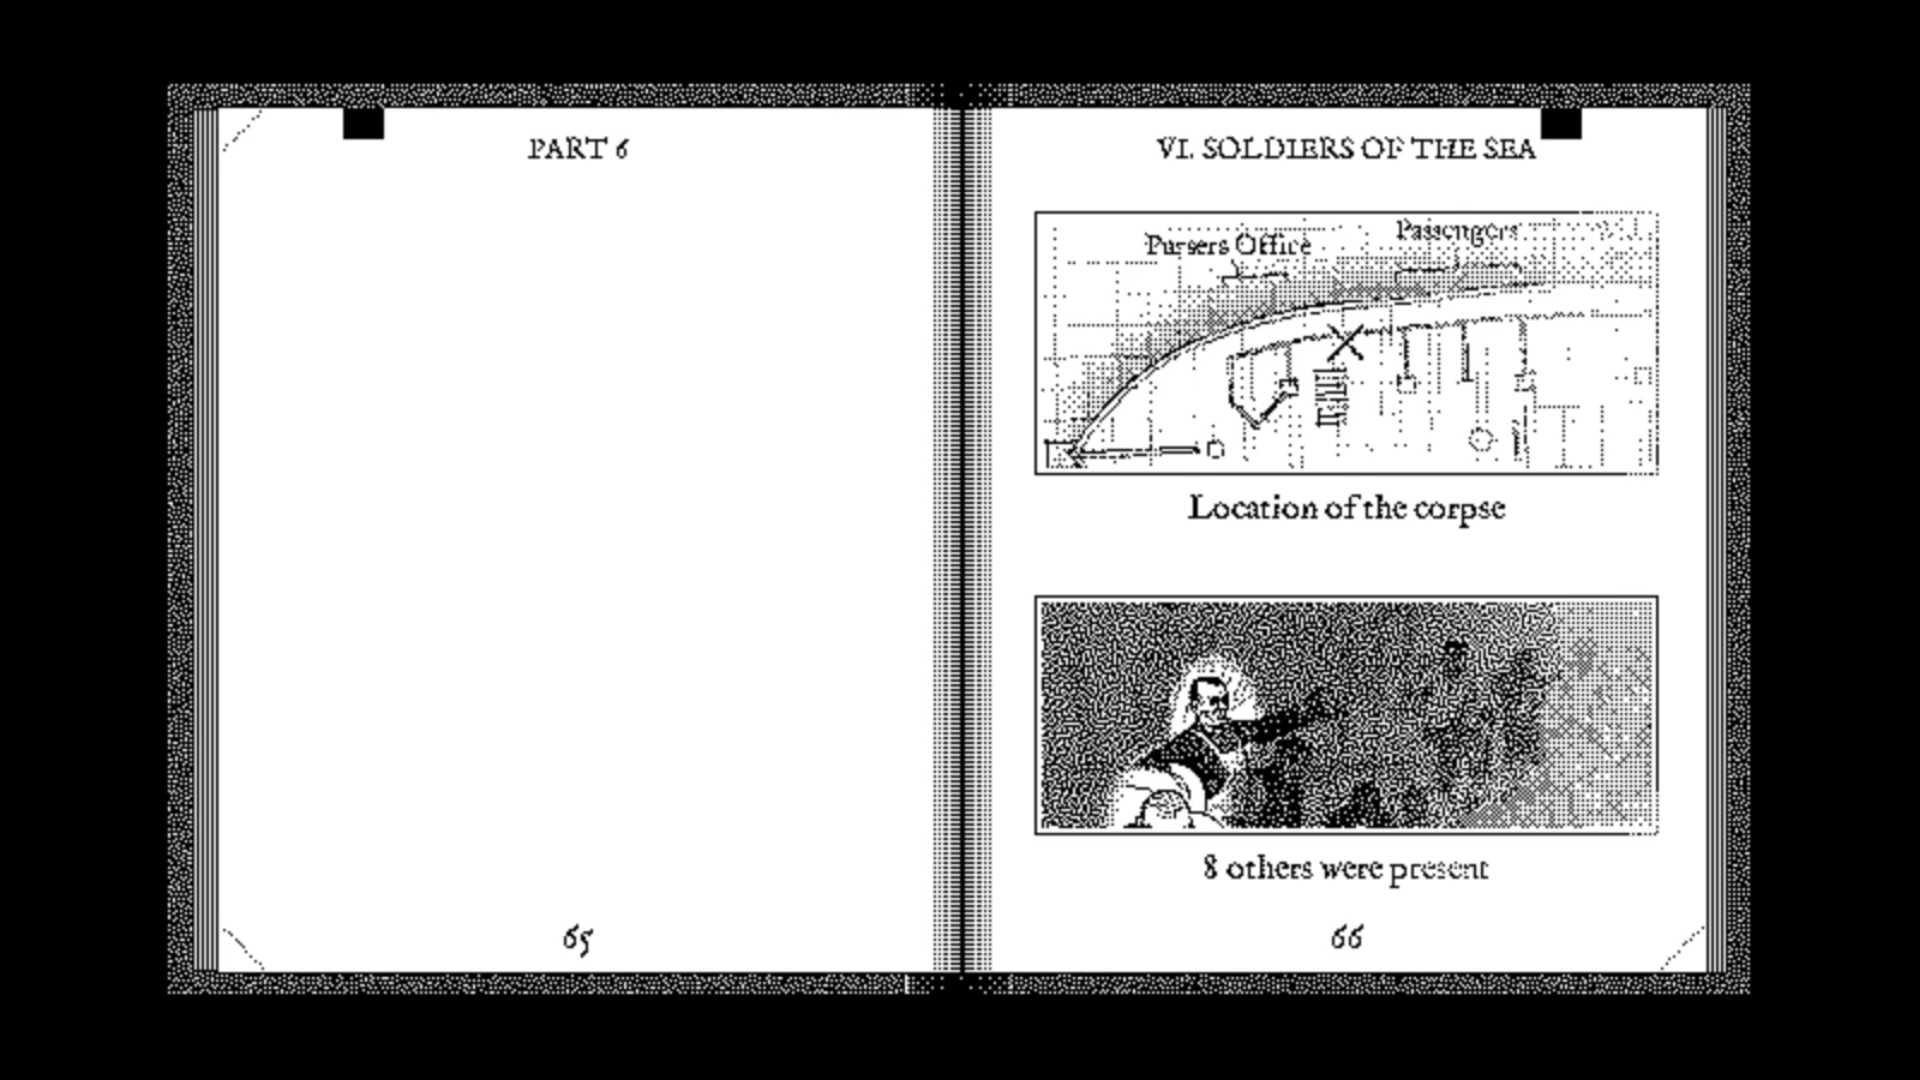 PART 6
65
VI. SOLDIERS OF THE SEA
Pursers Office
Passengers
Location of the corpse
8 others were present
66